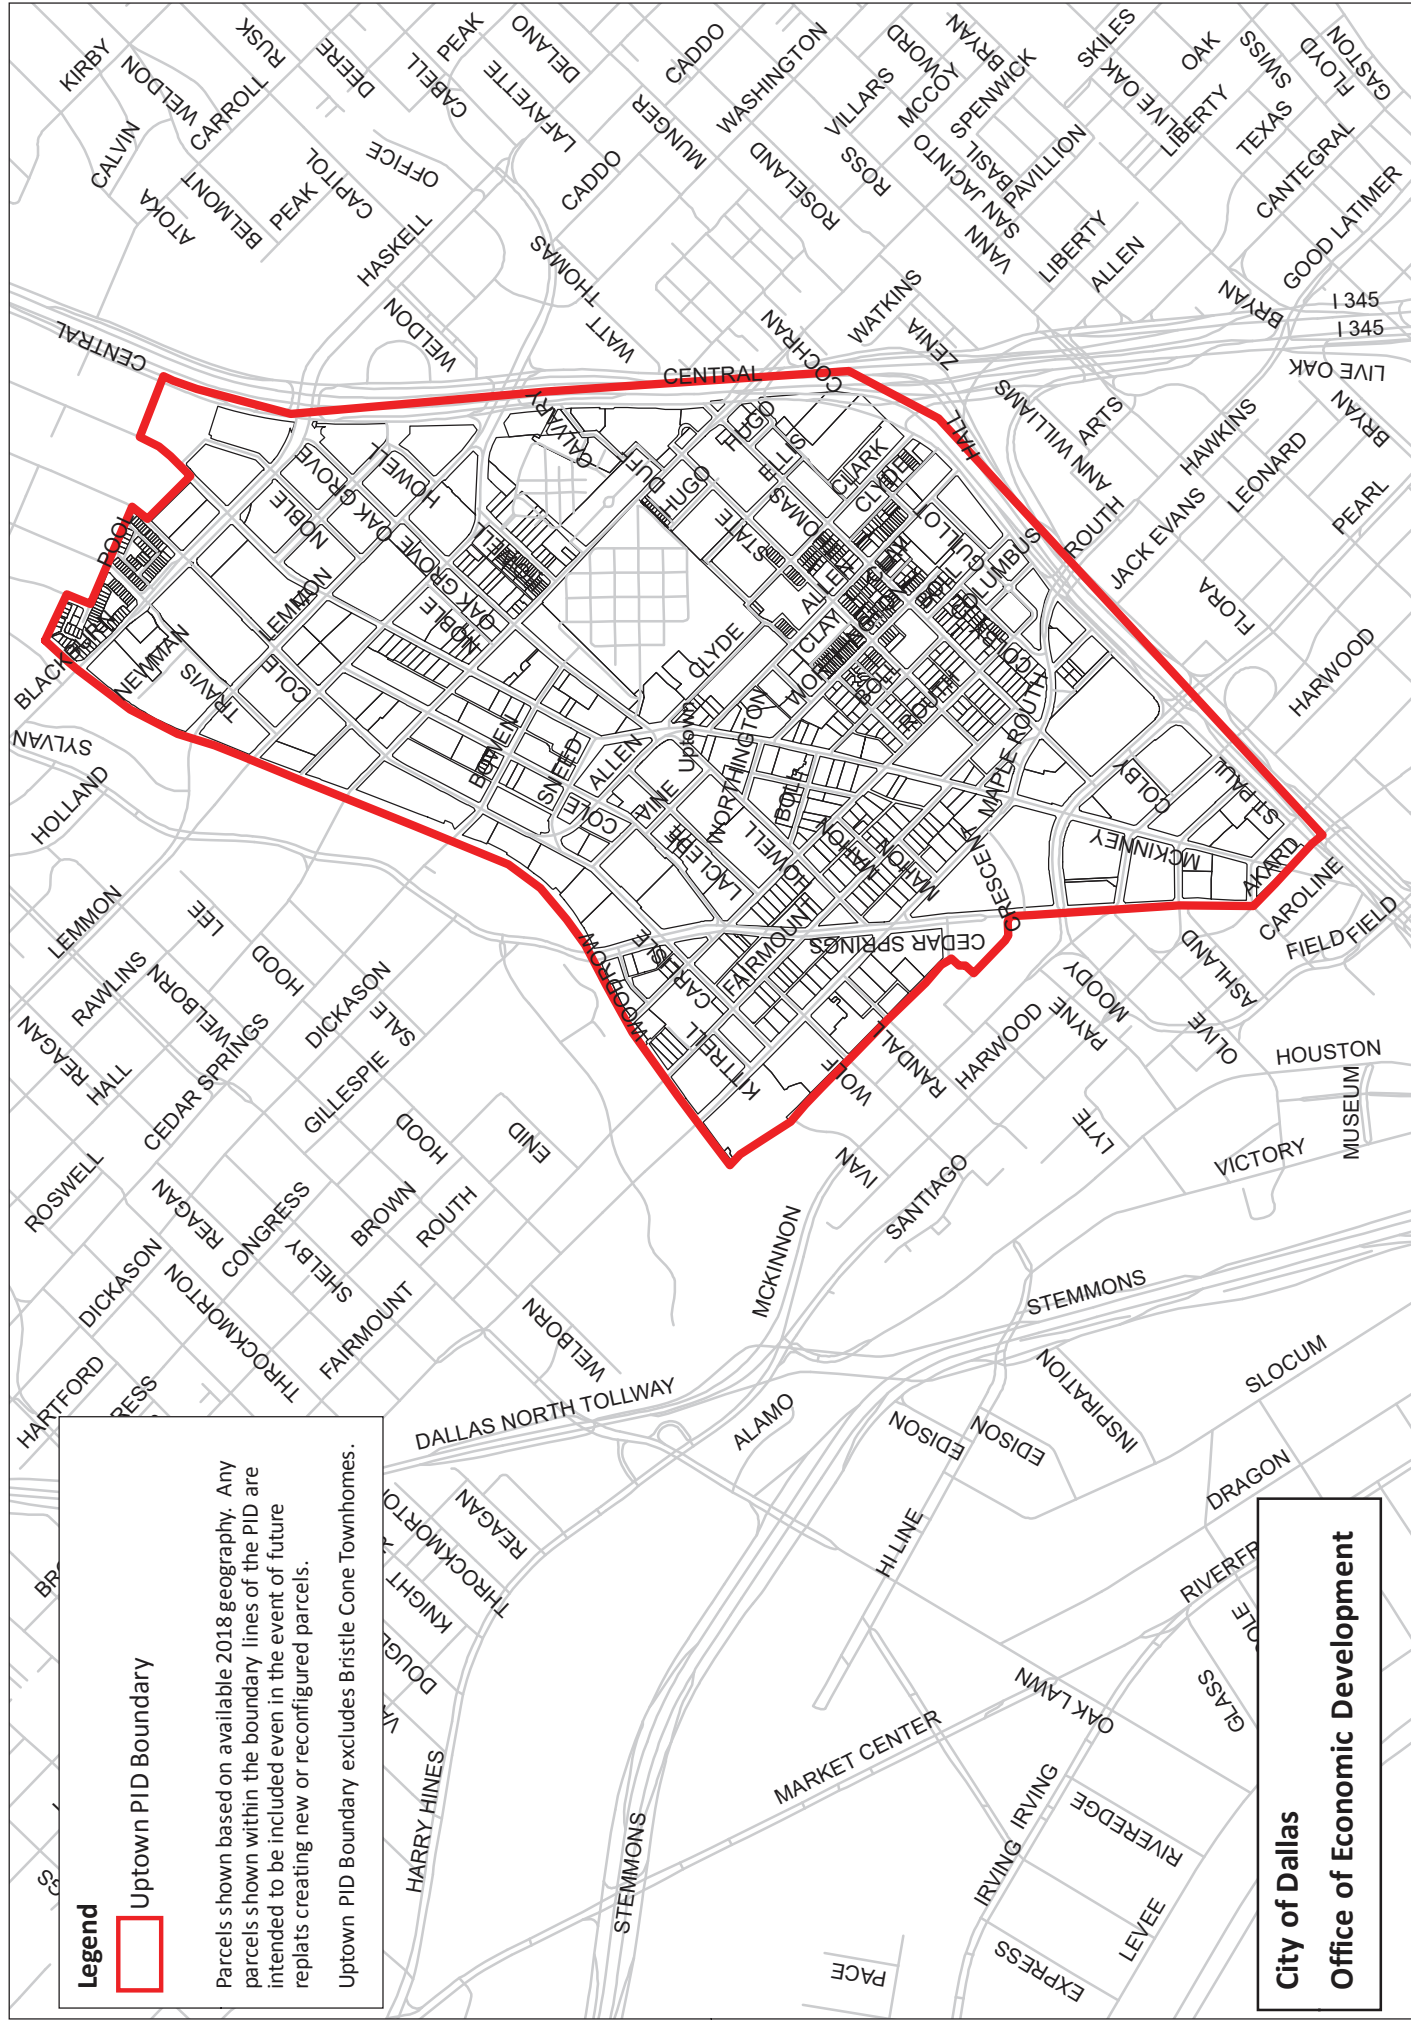 Legend
Uptown PID Boundary
Parcels shown based on available 2018 geography. Any
parcels shown within the boundary lines of the PID are
intended to be included even in the event of future
replats creating new or reconfigured parcels.
Uptown PID Boundary excludes Bristle Cone Townhomes.
City of Dallas
Office of Economic Development
KIRBY
WELDON
CALVIN
CARROLL
RUSK
DEERE
ATOKA
BELMONT
PEAK
CAPITOL
OFFICE
CABELL
PEAK
DELANO
LAFAYETTE
CADDO
CADDO
MUNGER
WASHINGTON
HASKELL
WELDON
THOMAS
WATT
ROSELAND
VILLARS
ROSS
MCCOY
WORD
BRYAN
SPENWICK
SKILES
OAK
SWISS
FLOYD
GASTON
LIVE OAK
LIBERTY
TEXAS
CANTEGRAL
GOOD LATIMER
SAN JACINTO
BASIL
PAVILLION
VANN
LIBERTY
ALLEN
BRYAN
I 345
I 345
LIVE OAK
BRYAN
WATKINS
ZENIA
COCHRAN
CENTRAL
CENTRAL
HALL
ANN WILLIAMS
ARTS
HAWKINS
LEONARD
PEARL
ROUTH
JACK EVANS
FLORA
HARWOOD
NOBLE
OAK GROVE
HOWELL
CALVARY
HUGO
HUGO
ELLIS
CLARK
CLYDE
STATE
ALLEN
CLAY
GUILLOT
COLUMBUS
COLBY
BLACK
NEWMAN
TRAVIS
COLE
LEMMON
NOBLE
OAK GROVE
CLYDE
Uptown
WORTHINGTON
BOLL
BOLL
ROUTH
MAPLE ROUTH
BOWEN
SNEED
COLE
ALLEN
VINE
LACLEDE
HOWELL
MAHON
MAHON
FAIRMOUNT
FAIRMOUNT
CRESCENT
COLBY
MCKINNEY
ST PAUL
AKARD
CAROLINE
FIELD
FIELD
SYLVAN
HOLLAND
LEMMON
LEE
HOOD
RAWLINS
WELBORN
REAGAN
HALL
CEDAR SPRINGS
DICKASON
SALE
GILLESPIE
HOOD
ENID
WOODROW
CARLISLE
KITTRELL
CEDAR SPRINGS
WOLF
RANDALL
HARWOOD
PAYNE
MOODY
ASHLAND
OLIVE
HOUSTON
MUSEUM
LYTE
VICTORY
IVAN
SANTIAGO
MCKINNON
ROSWELL
REAGAN
CONGRESS
SHELBY
BROWN
ROUTH
DICKASON
THROCKMORTON
FAIRMOUNT
WELBORN
HARTFORD
DALLAS NORTH TOLLWAY
ALAMO
STEMMONS
EDISON
EDISON
INSPIRATION
SLOCUM
DRAGON
HI LINE
REAGAN
KNIGHT
HARRY HINES
STEMMONS
MARKET CENTER
OAK LAWN
GLASS
IRVING
IRVING
RIVEREDGE
LEVEE
EXPRESS
PACE